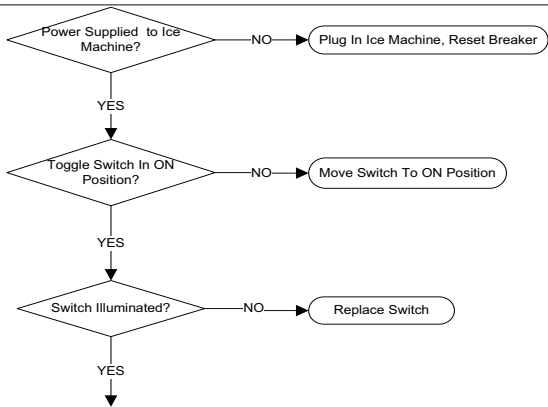 Power Supplied to Ice
Machine?
NO
Plug In Ice Machine, Reset Breaker
YES
Toggle Switch In ON
Position?
NO
Move Switch To ON Position
YES
Switch Illuminated?
NO
Replace Switch
YES